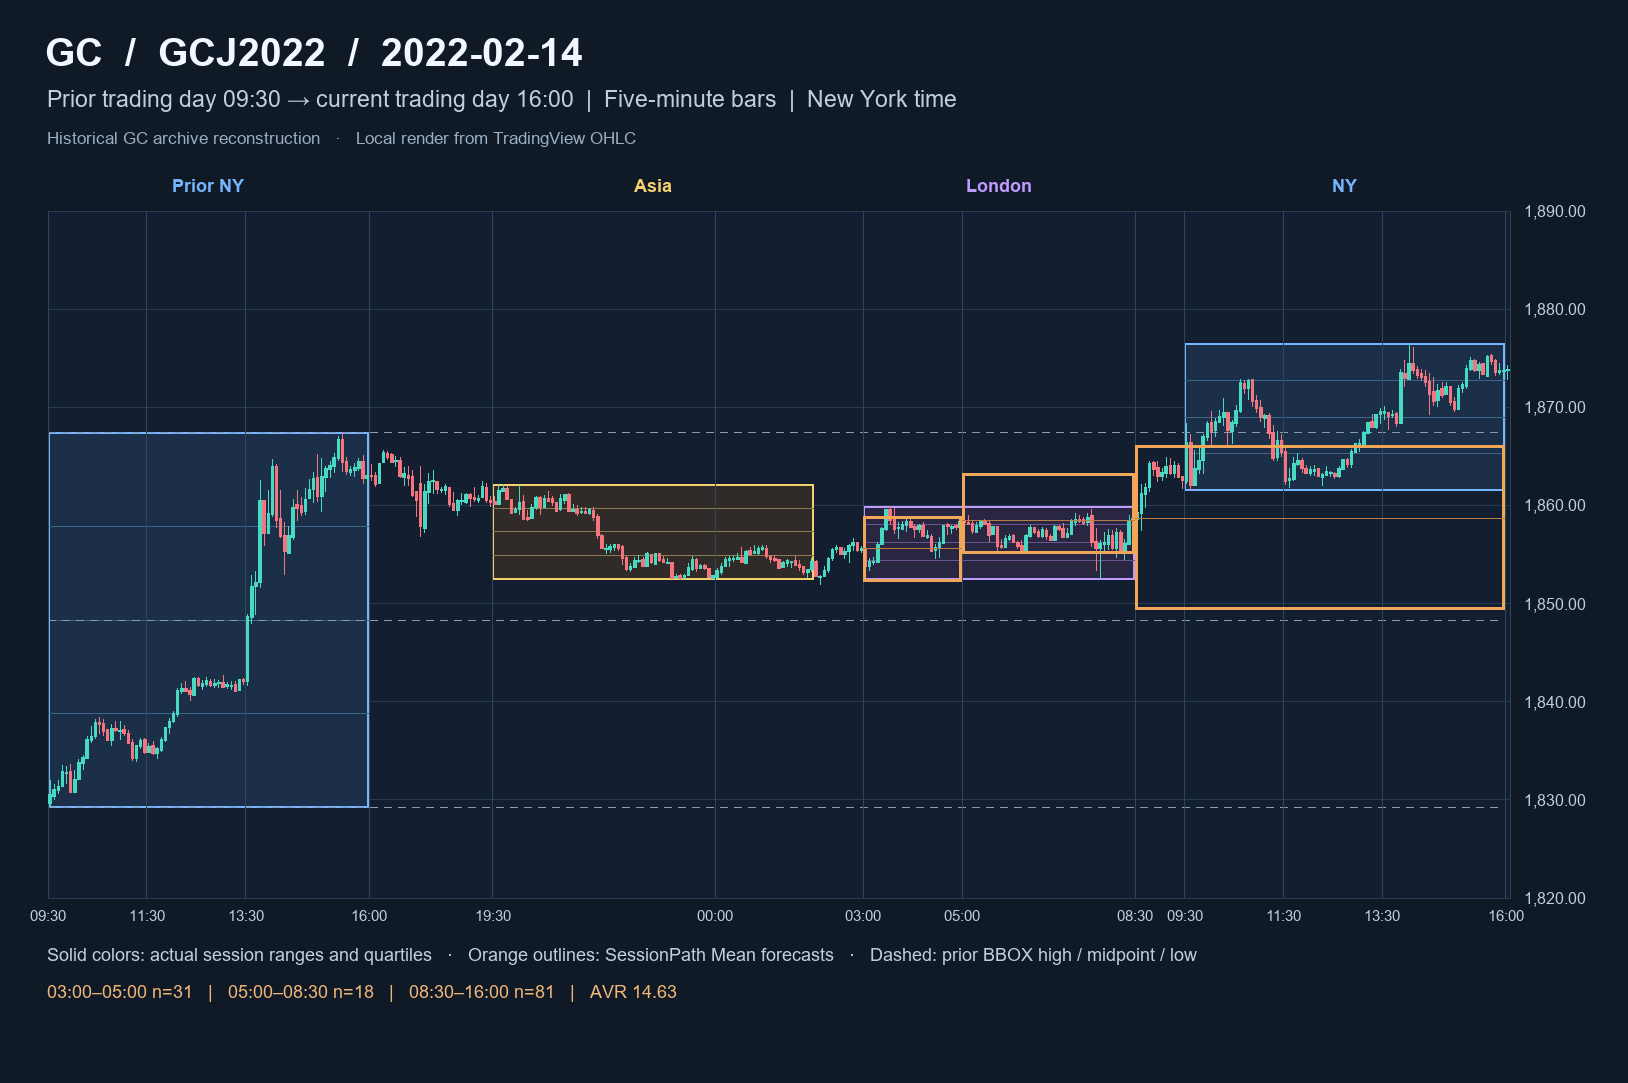 GC / GCJ2022 / 2022-02-14
Prior trading day 09:30 → current trading day 16:00 | Five-minute bars | New York time
Historical GC archive reconstruction · Local render from TradingView OHLC
Prior NY Asia London NY
1,890.00
1,880.00
1,870.00
1,860.00
1,850.00
1,840.00
1,830.00
1,820.00
09:30 11:30 13:30 16:00 19:30 00:00 03:00 05:00 08:30 09:30 11:30 13:30 16:00
Solid colors: actual session ranges and quartiles · Orange outlines: SessionPath Mean forecasts · Dashed: prior BBOX high / midpoint / low
03:00–05:00 n=31 | 05:00–08:30 n=18 | 08:30–16:00 n=81 | AVR 14.63